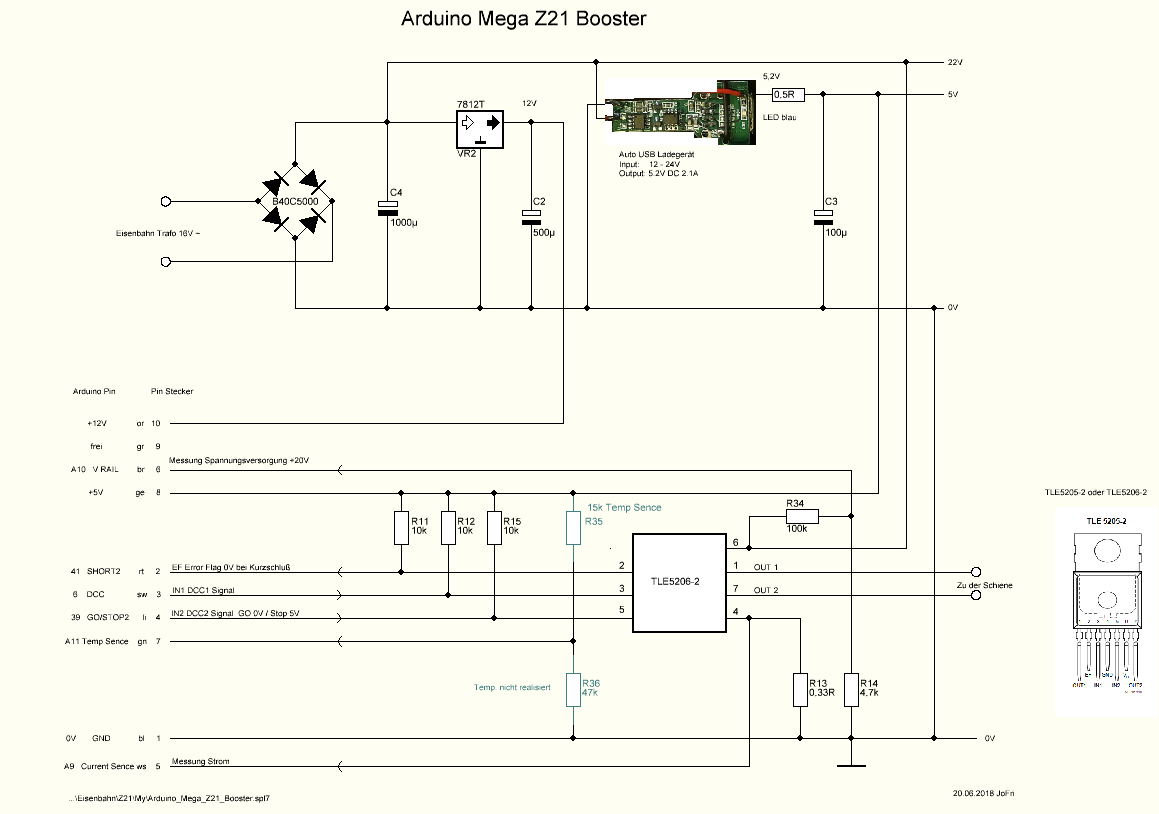 Arduino Mega Z21 Booster
22V
5,2V
7812T
12V
0.5R
5V
LED blau
VR2
Auto USB Ladegerät
Input: 12 - 24V
Output: 5.2V DC 2.1A
C4
B40C5000
C2
C3
1000µ
500µ
100µ
Eisenbahn Trafo 16V ~
0V
Arduino Pin Pin Stecker
+12V or 10
frei gr 9
Messung Spannungsversorgung +20V
A10 V RAIL br 6
+5V ge 8
TLE5205-2 oder TLE5206-2
15k Temp Sence
R34
R11
10k
R12
10k
R15
10k
R35
100k
TLE 5205-2
6
41 SHORT2 rt 2 EF Error Flag 0V bei Kurzschluß 2
1 OUT 1
TLE5206-2
Zu der Schiene
6 DCC sw 3 IN1 DCC1 Signal 3
7 OUT 2
39 GO/STOP2 li 4 IN2 DCC2 Signal GO 0V / Stop 5V 5
4
A11 Temp Sence gn 7
Temp. nicht realisiert
R36
47k
R13
0,33R
R14
4,7k
OUT1 EF IN1 GND IN2 OUT2
0V GND bl 1
0V
A9 Current Sence ws 5 Messung Strom
...\Eisenbahn\Z21\My\Arduino_Mega_Z21_Booster.spl7
20.06.2018 JoFri